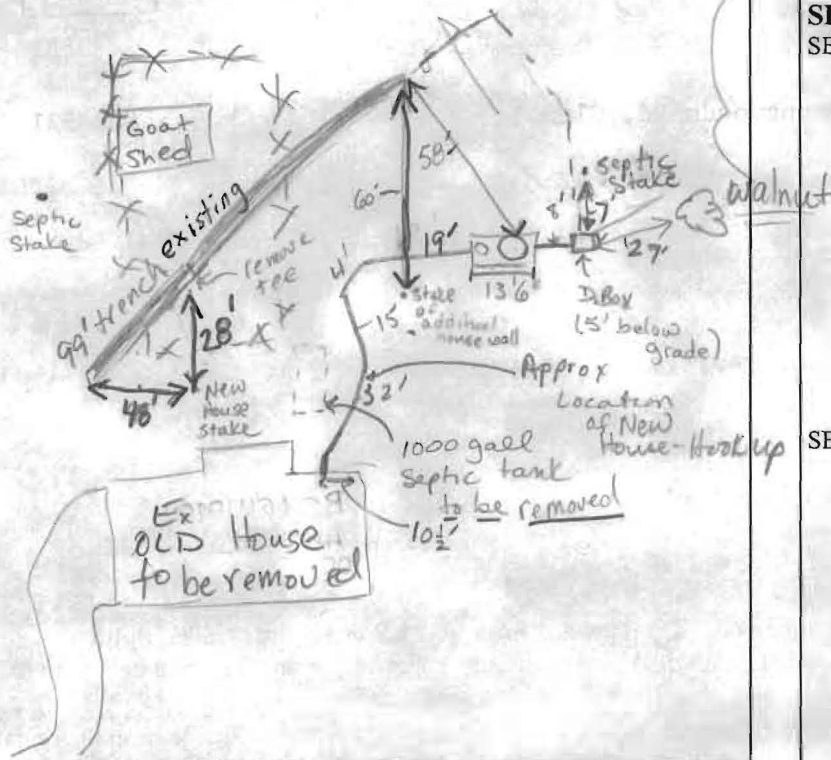 Goat
Shed
Septic
Stake
existing
99' trench
remove
tee
28'
48'
New
House
Stake
60'
58'
19'
13'6"
8'
7'
septic
Stake
walnut
27'
D.Box
(5' below
grade)
4'
15'
Stake
of
additional
house wall
32'
Approx
Location
of New
House-Hook up
1000 gall
septic tank
to be removed
10½'
Ex
OLD House
to be removed
SE
SE